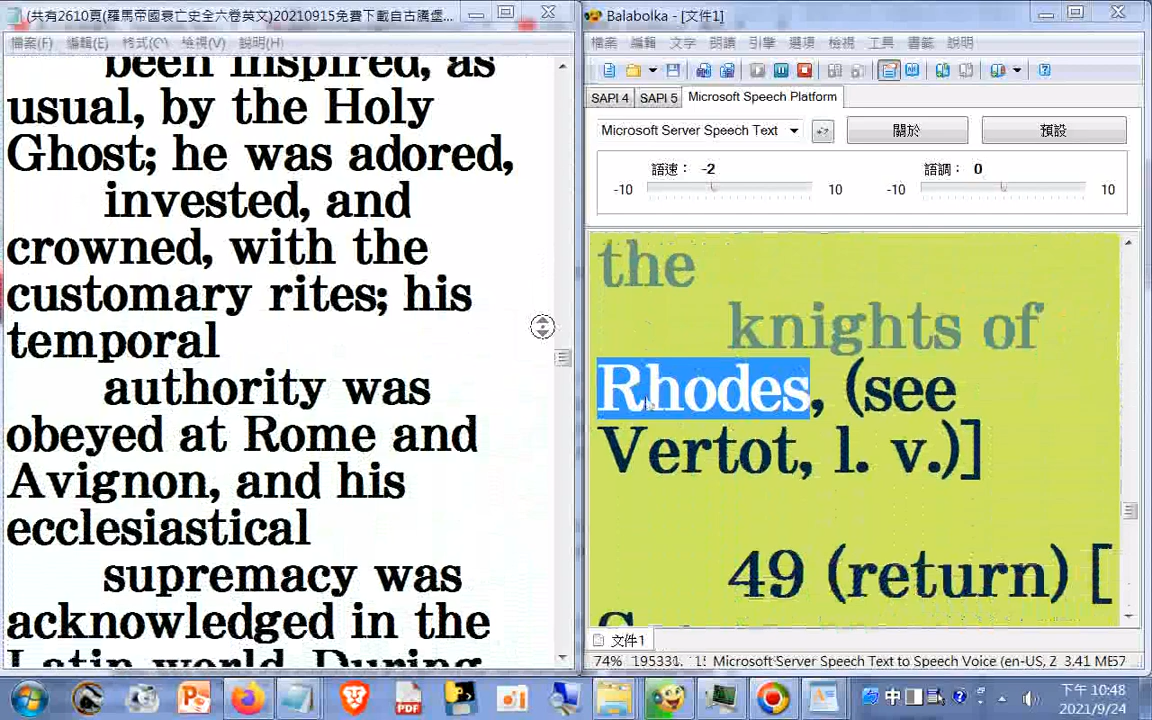 (共有2610頁(羅馬帝國衰亡史全六卷英文)20210915免費下載自古騰堡...
檔案(F) 編輯(E) 格式(O) 檢視(V) 說明(H)
been inspired, as
usual, by the Holy
Ghost; he was adored,
invested, and
crowned, with the
customary rites; his
temporal
authority was
obeyed at Rome and
Avignon, and his
ecclesiastical
supremacy was
acknowledged in the
Latin world. During
Balabolka - [文件1]
檔案 編輯 文字 朗讀 引擎 選項 檢視 工具 書籤 說明
SAPI 4 SAPI 5 Microsoft Speech Platform
Microsoft Server Speech Text 關於 預設
語速: -2 語調: 0
-10 10 -10 10
the
knights of
Rhodes, (see
Vertot, l. v.)]
49 (return) [
文件1
74% 195331, Microsoft Server Speech Text to Speech Voice (en-US, Z 3.41 ME57
中
下午 10:48
2021/9/24